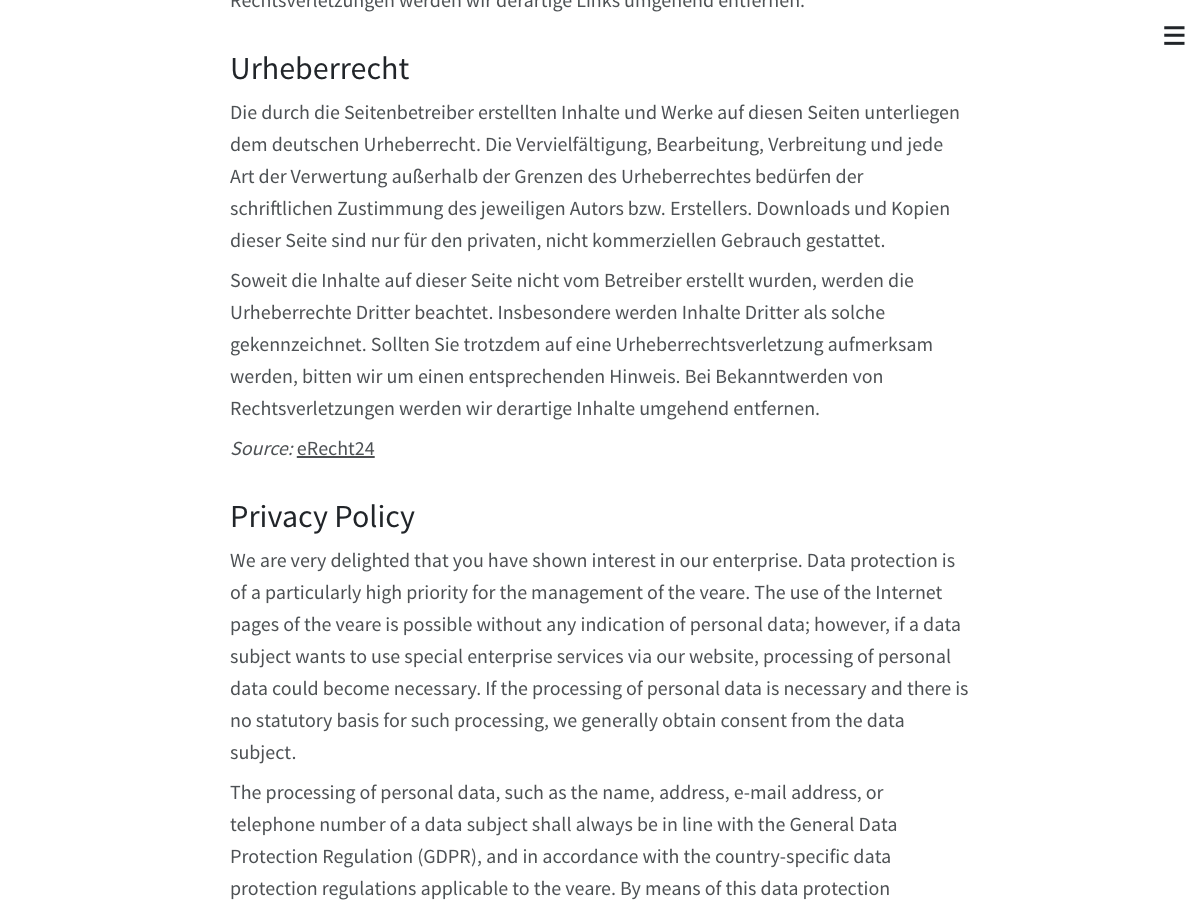 Rechtsverletzungen werden wir derartige Links umgehend entfernen.
Urheberrecht
Die durch die Seitenbetreiber erstellten Inhalte und Werke auf diesen Seiten unterliegen
dem deutschen Urheberrecht. Die Vervielfältigung, Bearbeitung, Verbreitung und jede
Art der Verwertung außerhalb der Grenzen des Urheberrechtes bedürfen der
schriftlichen Zustimmung des jeweiligen Autors bzw. Erstellers. Downloads und Kopien
dieser Seite sind nur für den privaten, nicht kommerziellen Gebrauch gestattet.
Soweit die Inhalte auf dieser Seite nicht vom Betreiber erstellt wurden, werden die
Urheberrechte Dritter beachtet. Insbesondere werden Inhalte Dritter als solche
gekennzeichnet. Sollten Sie trotzdem auf eine Urheberrechtsverletzung aufmerksam
werden, bitten wir um einen entsprechenden Hinweis. Bei Bekanntwerden von
Rechtsverletzungen werden wir derartige Inhalte umgehend entfernen.
Source: eRecht24
Privacy Policy
We are very delighted that you have shown interest in our enterprise. Data protection is
of a particularly high priority for the management of the veare. The use of the Internet
pages of the veare is possible without any indication of personal data; however, if a data
subject wants to use special enterprise services via our website, processing of personal
data could become necessary. If the processing of personal data is necessary and there is
no statutory basis for such processing, we generally obtain consent from the data
subject.
The processing of personal data, such as the name, address, e-mail address, or
telephone number of a data subject shall always be in line with the General Data
Protection Regulation (GDPR), and in accordance with the country-specific data
protection regulations applicable to the veare. By means of this data protection